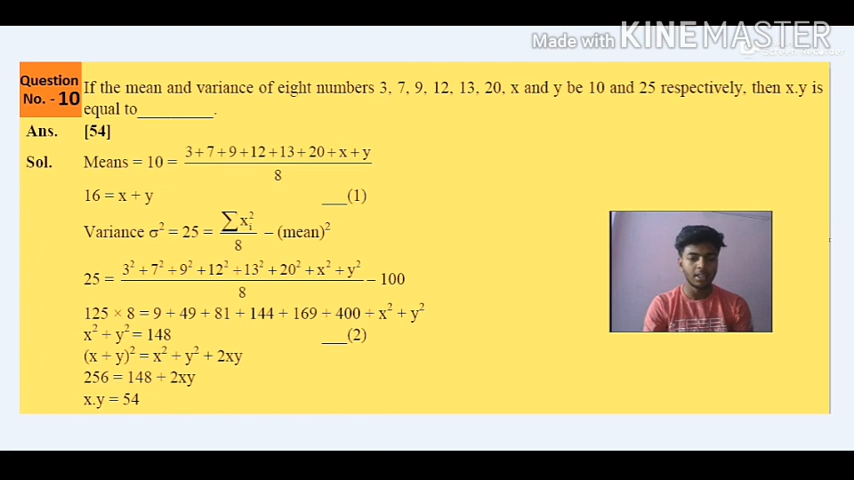 Made with KINEMASTER
Screen Recorder
Question No. - 10
If the mean and variance of eight numbers 3, 7, 9, 12, 13, 20, x and y be 10 and 25 respectively, then x.y is
equal to_________.
Ans. [54]
Sol. Means = 10 = (3+7+9+12+13+20+x+y)/8
16 = x + y ___(1)
Variance σ² = 25 = ∑xᵢ²/8 − (mean)²
25 = (3²+7²+9²+12²+13²+20²+x²+y²)/8 − 100
125 × 8 = 9 + 49 + 81 + 144 + 169 + 400 + x² + y²
x² + y² = 148 ___(2)
(x + y)² = x² + y² + 2xy
256 = 148 + 2xy
x.y = 54